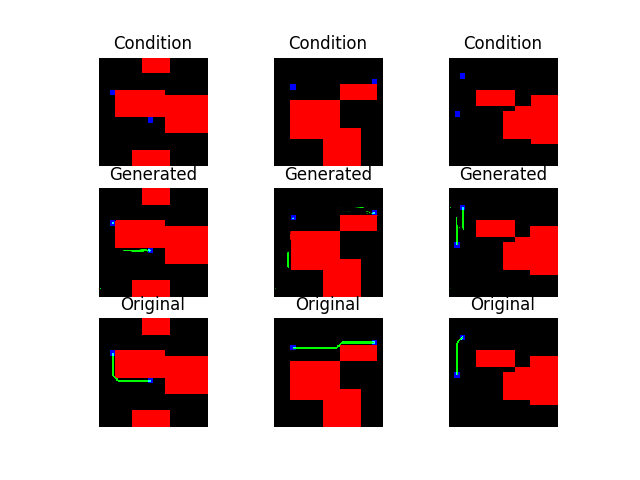 Condition Condition Condition
Generated Generated Generated
Original Original Original